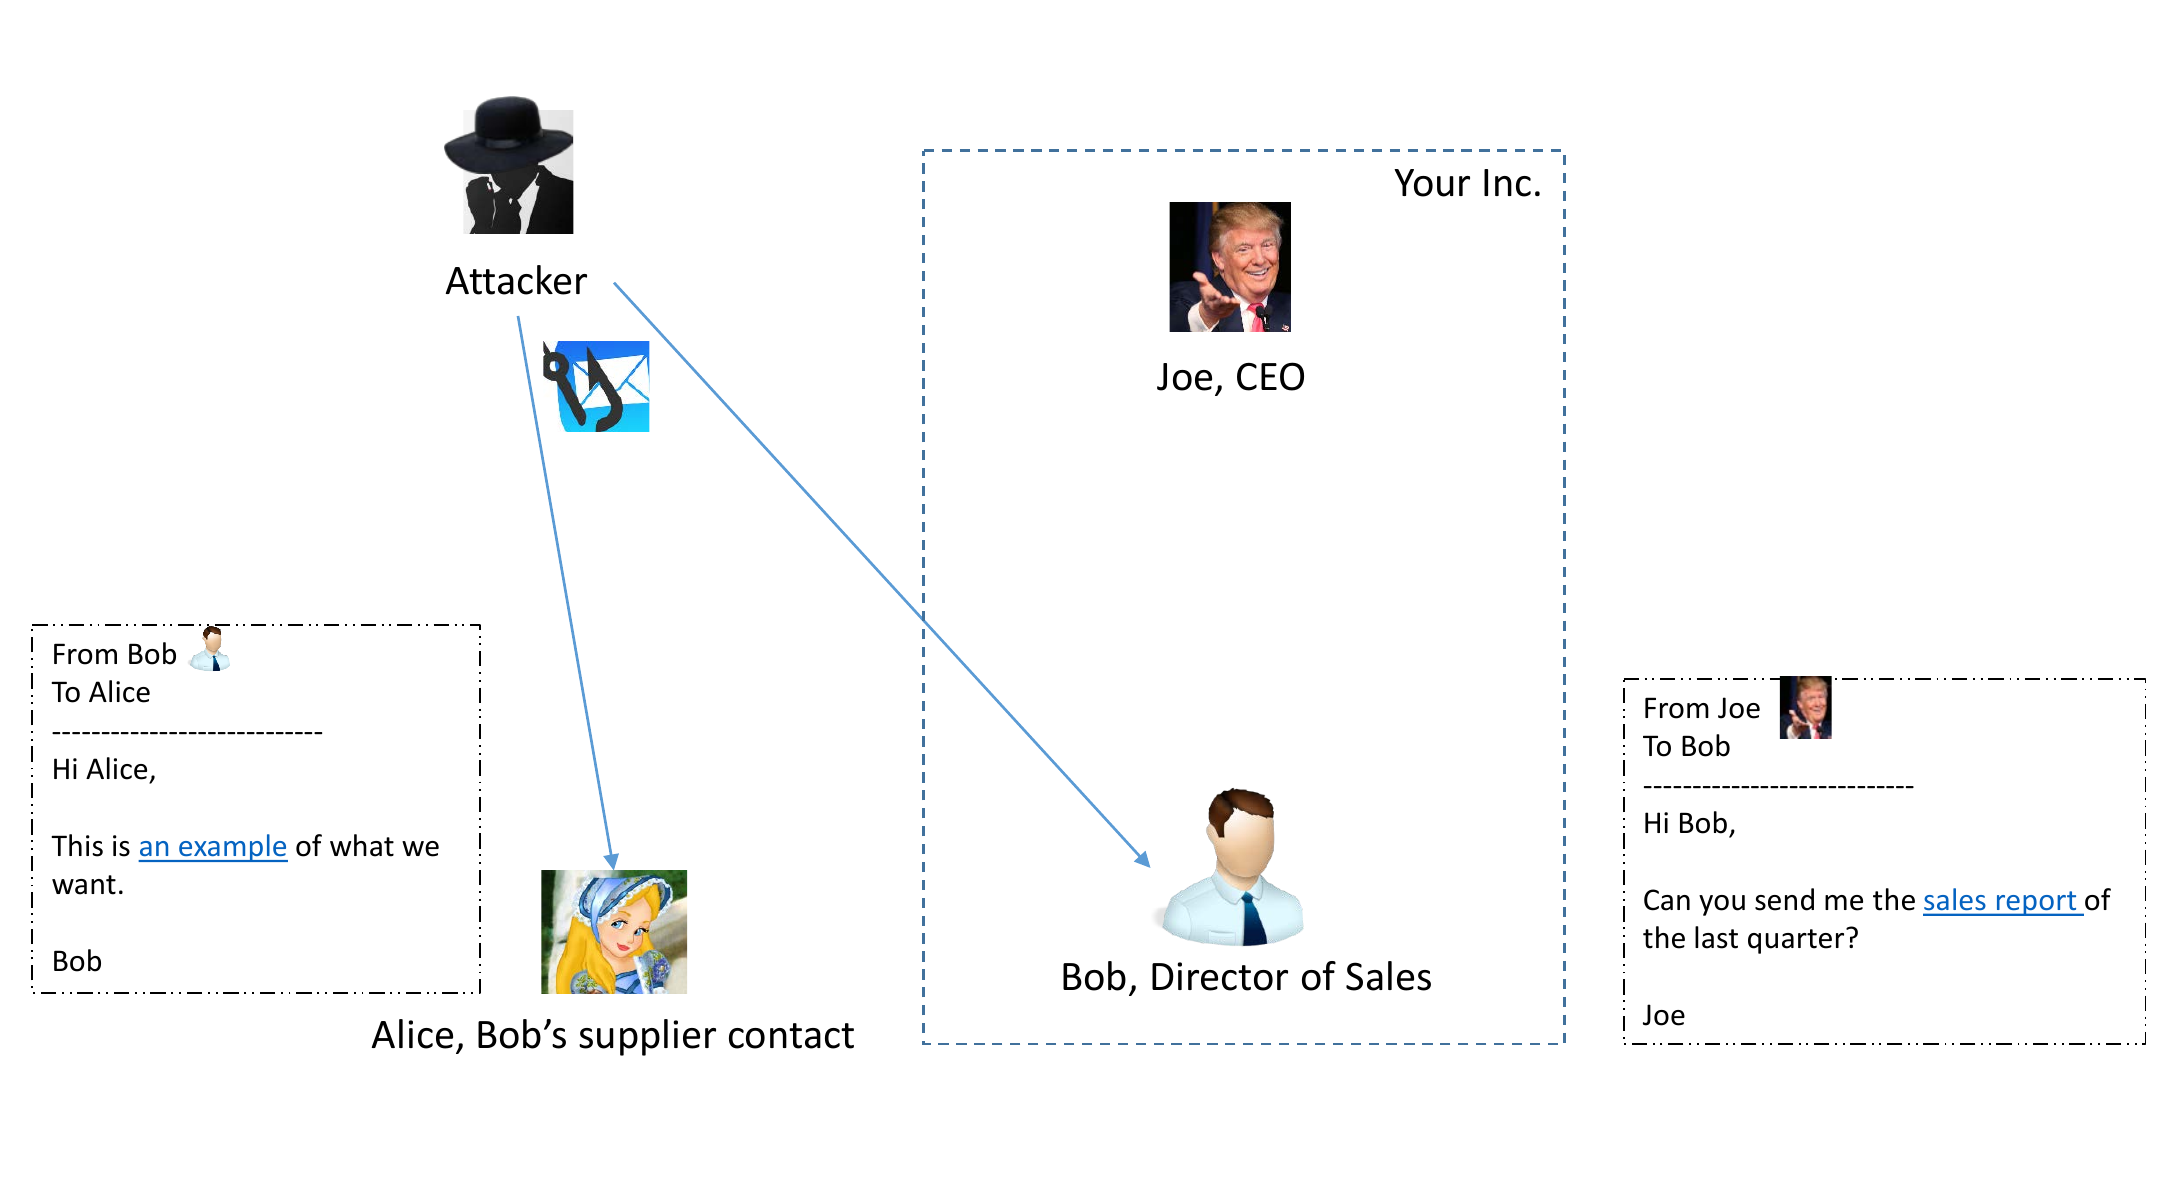 Attacker
Your Inc.
Joe, CEO
From Bob
To Alice
----------------------------
Hi Alice,
This is an example of what we
want.
Bob
Alice, Bob’s supplier contact
Bob, Director of Sales
From Joe
To Bob
----------------------------
Hi Bob,
Can you send me the sales report of
the last quarter?
Joe